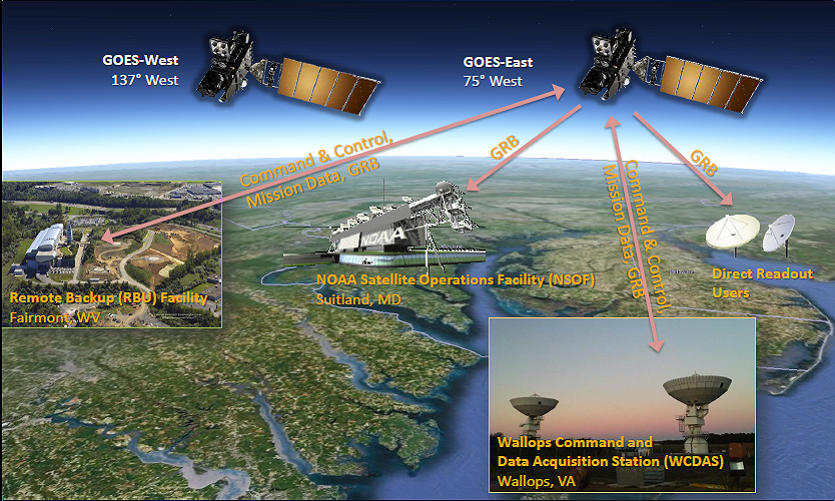 GOES-West
137° West
GOES-East
75° West
Command & Control,
Mission Data, GRB
GRB
GRB
Command & Control,
Mission Data, GRB
NOAA
NOAA Satellite Operations Facility (NSOF)
Suitland, MD
Remote Backup (RBU) Facility
Fairmont, WV
Direct Readout
Users
Wallops Command and
Data Acquisition Station (WCDAS)
Wallops, VA